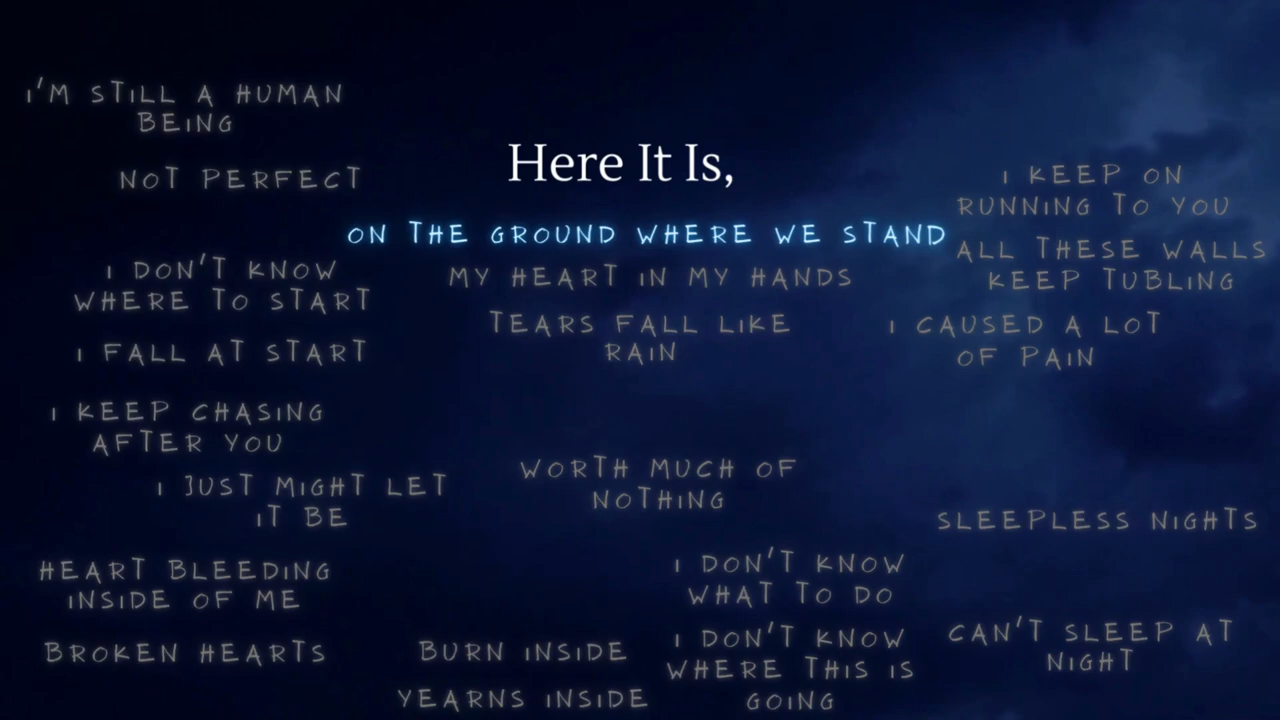 I'M STILL A HUMAN
BEING
NOT PERFECT
Here It Is,
ON THE GROUND WHERE WE STAND
MY HEART IN MY HANDS
TEARS FALL LIKE
RAIN
I KEEP ON
RUNNING TO YOU
ALL THESE WALLS
KEEP TUBLING
I CAUSED A LOT
OF PAIN
I DON'T KNOW
WHERE TO START
I FALL AT START
I KEEP CHASING
AFTER YOU
I JUST MIGHT LET
IT BE
WORTH MUCH OF
NOTHING
SLEEPLESS NIGHTS
HEART BLEEDING
INSIDE OF ME
BROKEN HEARTS
BURN INSIDE
YEARNS INSIDE
I DON'T KNOW
WHAT TO DO
I DON'T KNOW
WHERE THIS IS
GOING
CAN'T SLEEP AT
NIGHT